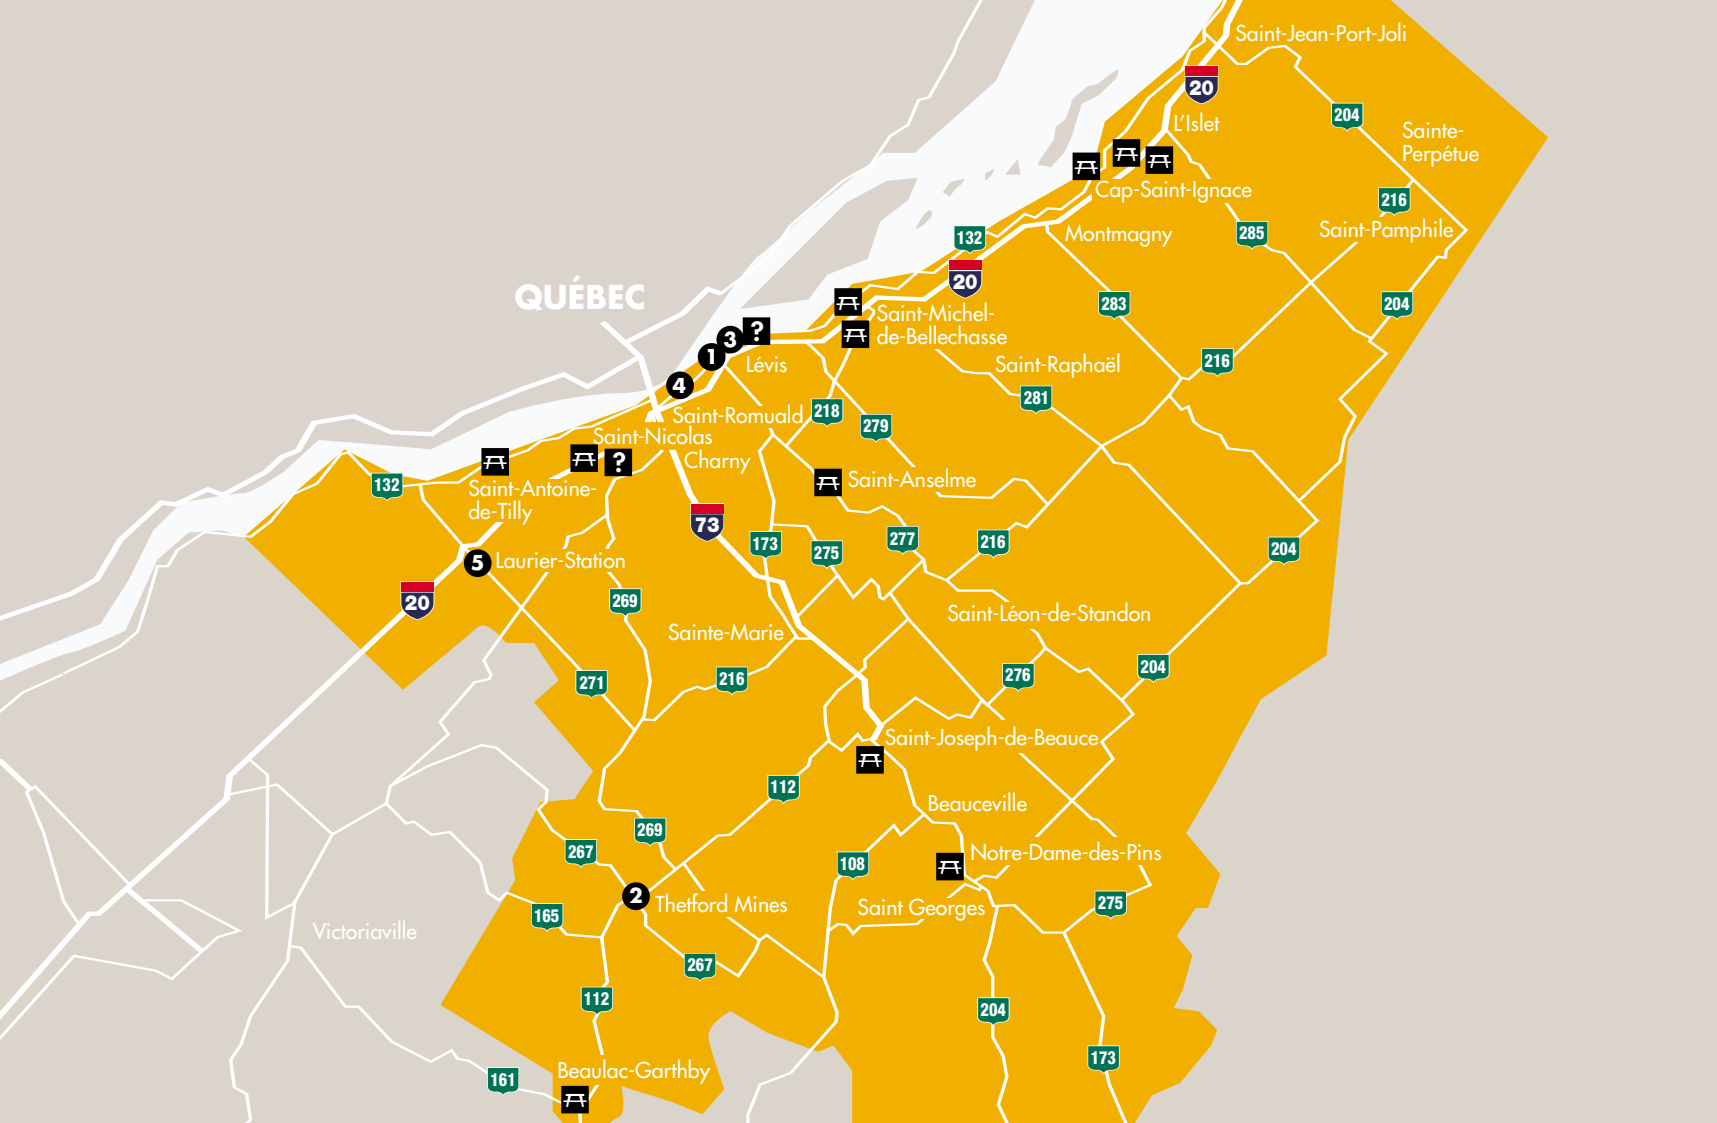 Saint-Jean-Port-Joli
20
204
L'Islet
Sainte-
Perpétue
Cap-Saint-Ignace
216
Saint-Pamphile
132
Montmagny
285
20
QUÉBEC
283
204
Saint-Michel-
de-Bellechasse
3
?
1
Lévis
Saint-Raphaël
216
4
281
Saint-Romuald
218
279
Saint-Nicolas
?
Charny
132
Saint-Antoine-
de-Tilly
Saint-Anselme
73
173
275
277
216
204
5
Laurier-Station
20
269
Saint-Léon-de-Standon
Sainte-Marie
271
216
276
204
Saint-Joseph-de-Beauce
112
Beauceville
269
267
108
Notre-Dame-des-Pins
2
Thetford Mines
Saint Georges
275
165
Victoriaville
267
112
204
173
Beaulac-Garthby
161